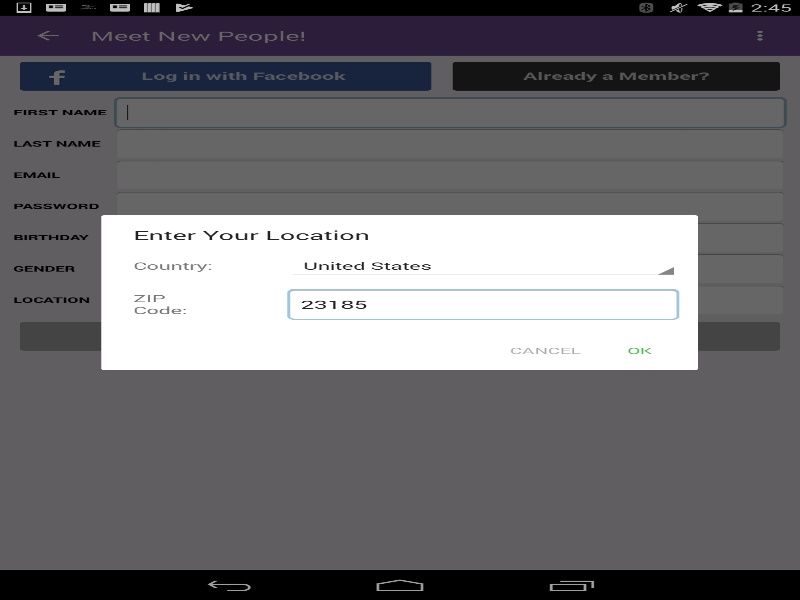 2:45
Meet New People!
f Log in with Facebook
Already a Member?
FIRST NAME
LAST NAME
EMAIL
PASSWORD
BIRTHDAY
GENDER
LOCATION
Enter Your Location
Country: United States
ZIP
Code: 23185
CANCEL OK